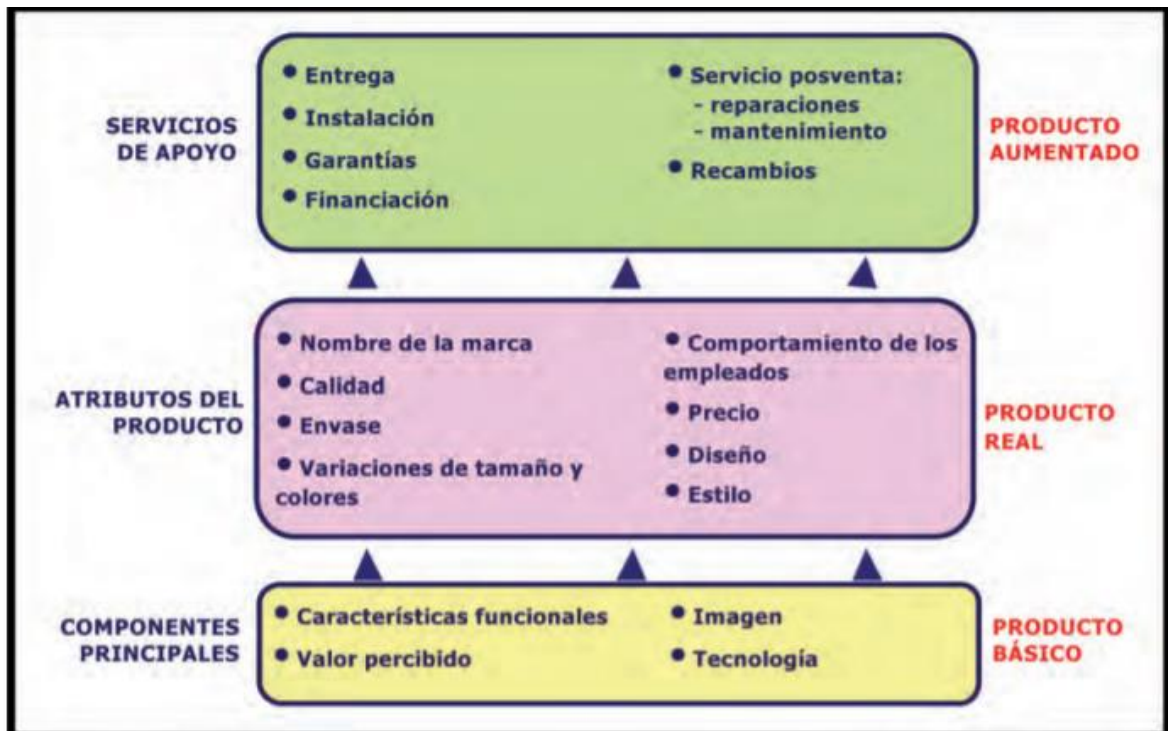 SERVICIOS
DE APOYO
• Entrega
• Instalación
• Garantías
• Financiación
• Servicio posventa:
- reparaciones
- mantenimiento
• Recambios
PRODUCTO
AUMENTADO
ATRIBUTOS DEL
PRODUCTO
• Nombre de la marca
• Calidad
• Envase
• Variaciones de tamaño y
colores
• Comportamiento de los
empleados
• Precio
• Diseño
• Estilo
PRODUCTO
REAL
COMPONENTES
PRINCIPALES
• Carácterísticas funcionales
• Valor percibido
• Imagen
• Tecnología
PRODUCTO
BÁSICO